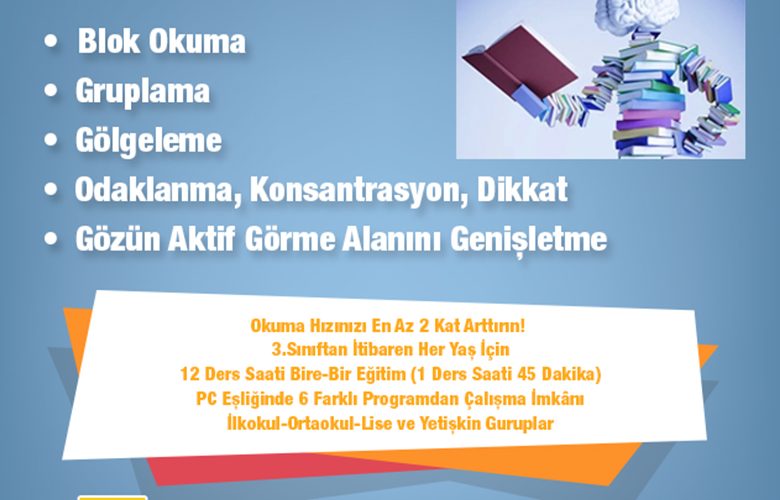 • Blok Okuma
• Gruplama
• Gölgeleme
• Odaklanma, Konsantrasyon, Dikkat
• Gözün Aktif Görme Alanını Genişletme
Okuma Hızınızı En Az 2 Kat Arttırın!
3.Sınıftan İtibaren Her Yaş İçin
12 Ders Saati Bire-Bir Eğitim (1 Ders Saati 45 Dakika)
PC Eşliğinde 6 Farklı Programdan Çalışma İmkânı
İlkokul-Ortaokul-Lise ve Yetişkin Guruplar